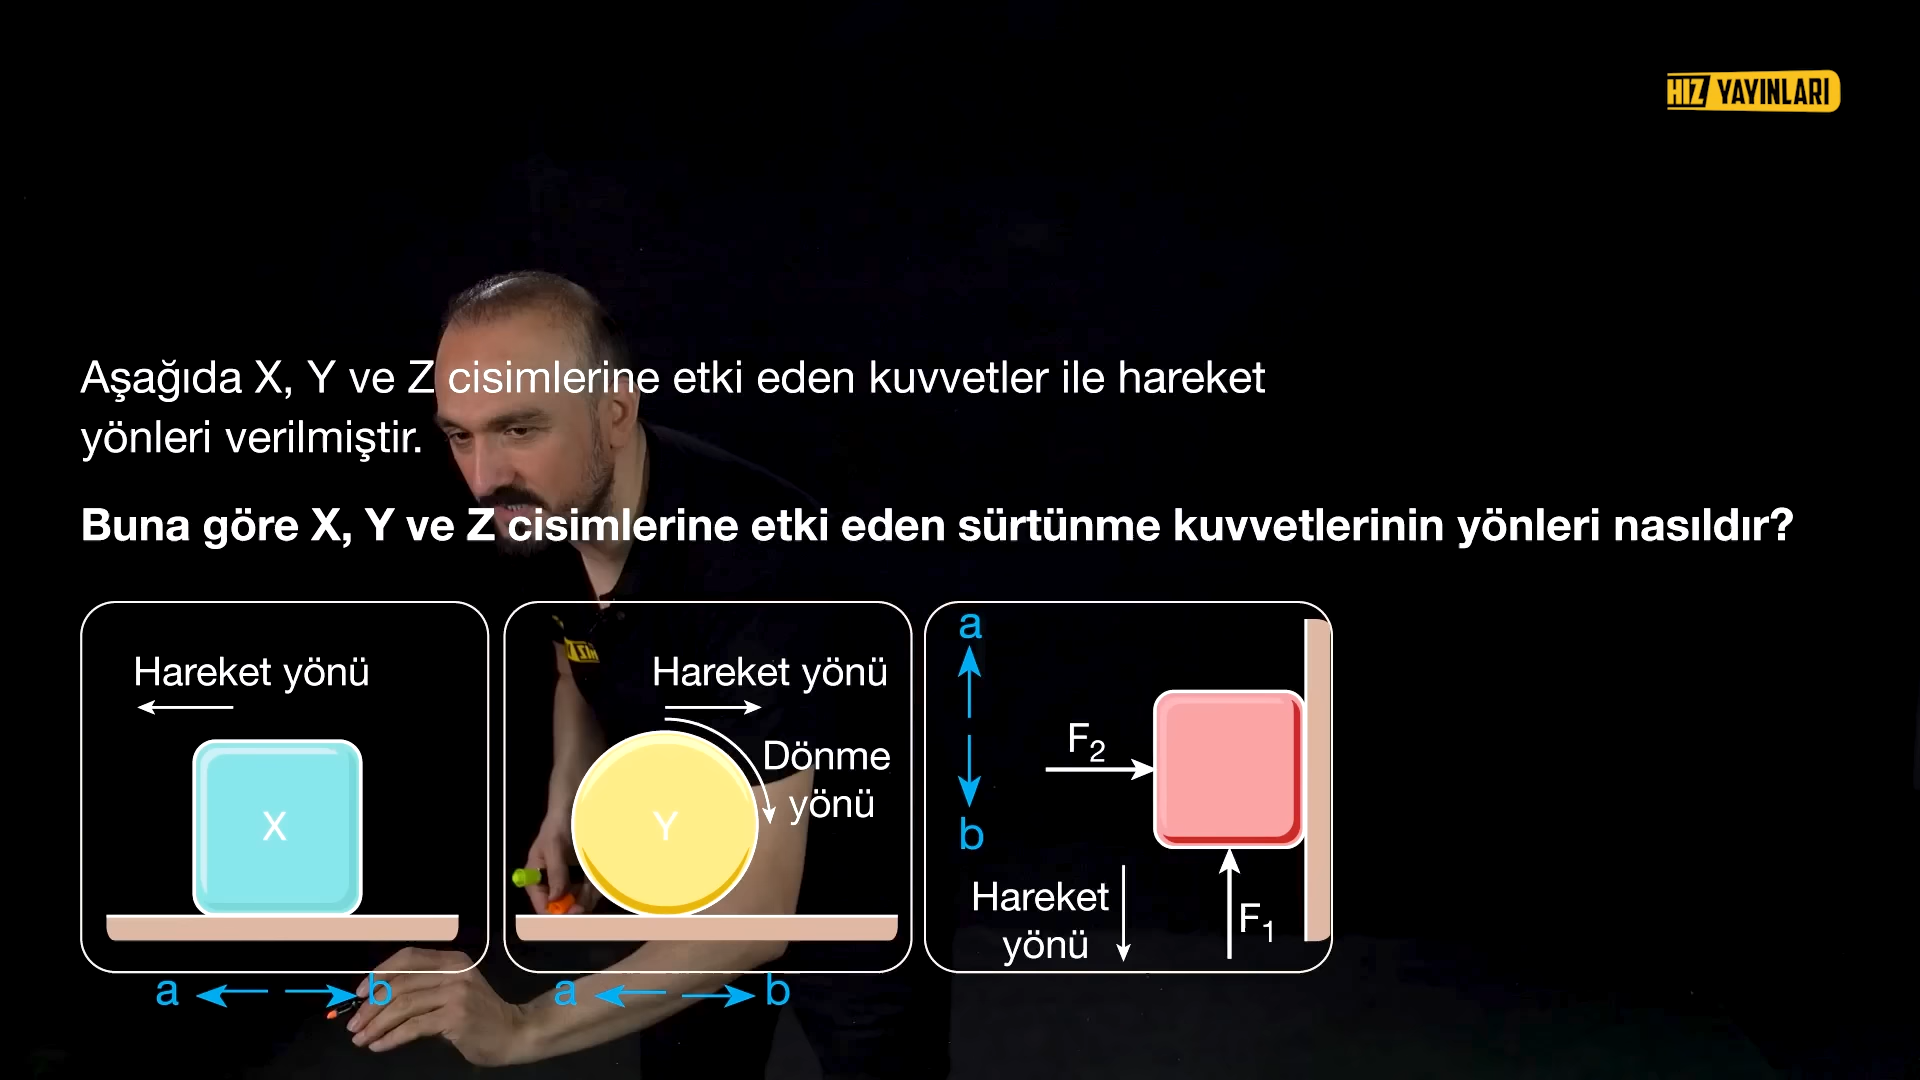 HIZ YAYINLARI
Aşağıda X, Y ve Z cisimlerine etki eden kuvvetler ile hareket
yönleri verilmiştir.
Buna göre X, Y ve Z cisimlerine etki eden sürtünme kuvvetlerinin yönleri nasıldır?
Hareket yönü
X
a b
Hareket yönü
Dönme
yönü
Y
a b
a
F2
b
Hareket
yönü
F1